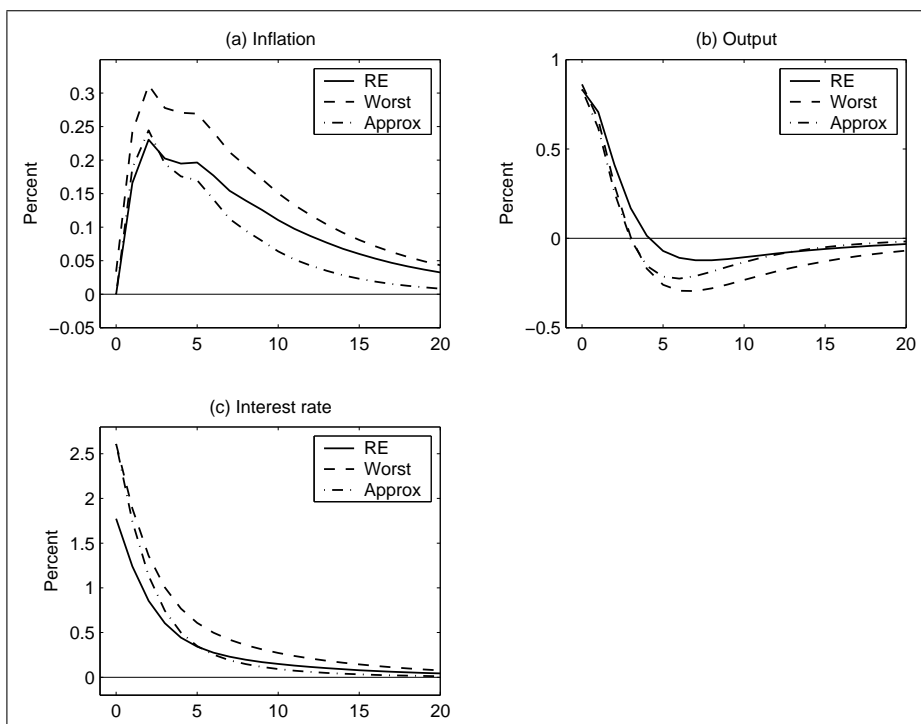 (a) Inflation
RE
Worst
Approx
Percent
0.3
0.25
0.2
0.15
0.1
0.05
0
−0.05
0 5 10 15 20
(b) Output
RE
Worst
Approx
Percent
1
0.5
0
−0.5
0 5 10 15 20
(c) Interest rate
RE
Worst
Approx
Percent
2.5
2
1.5
1
0.5
0
0 5 10 15 20